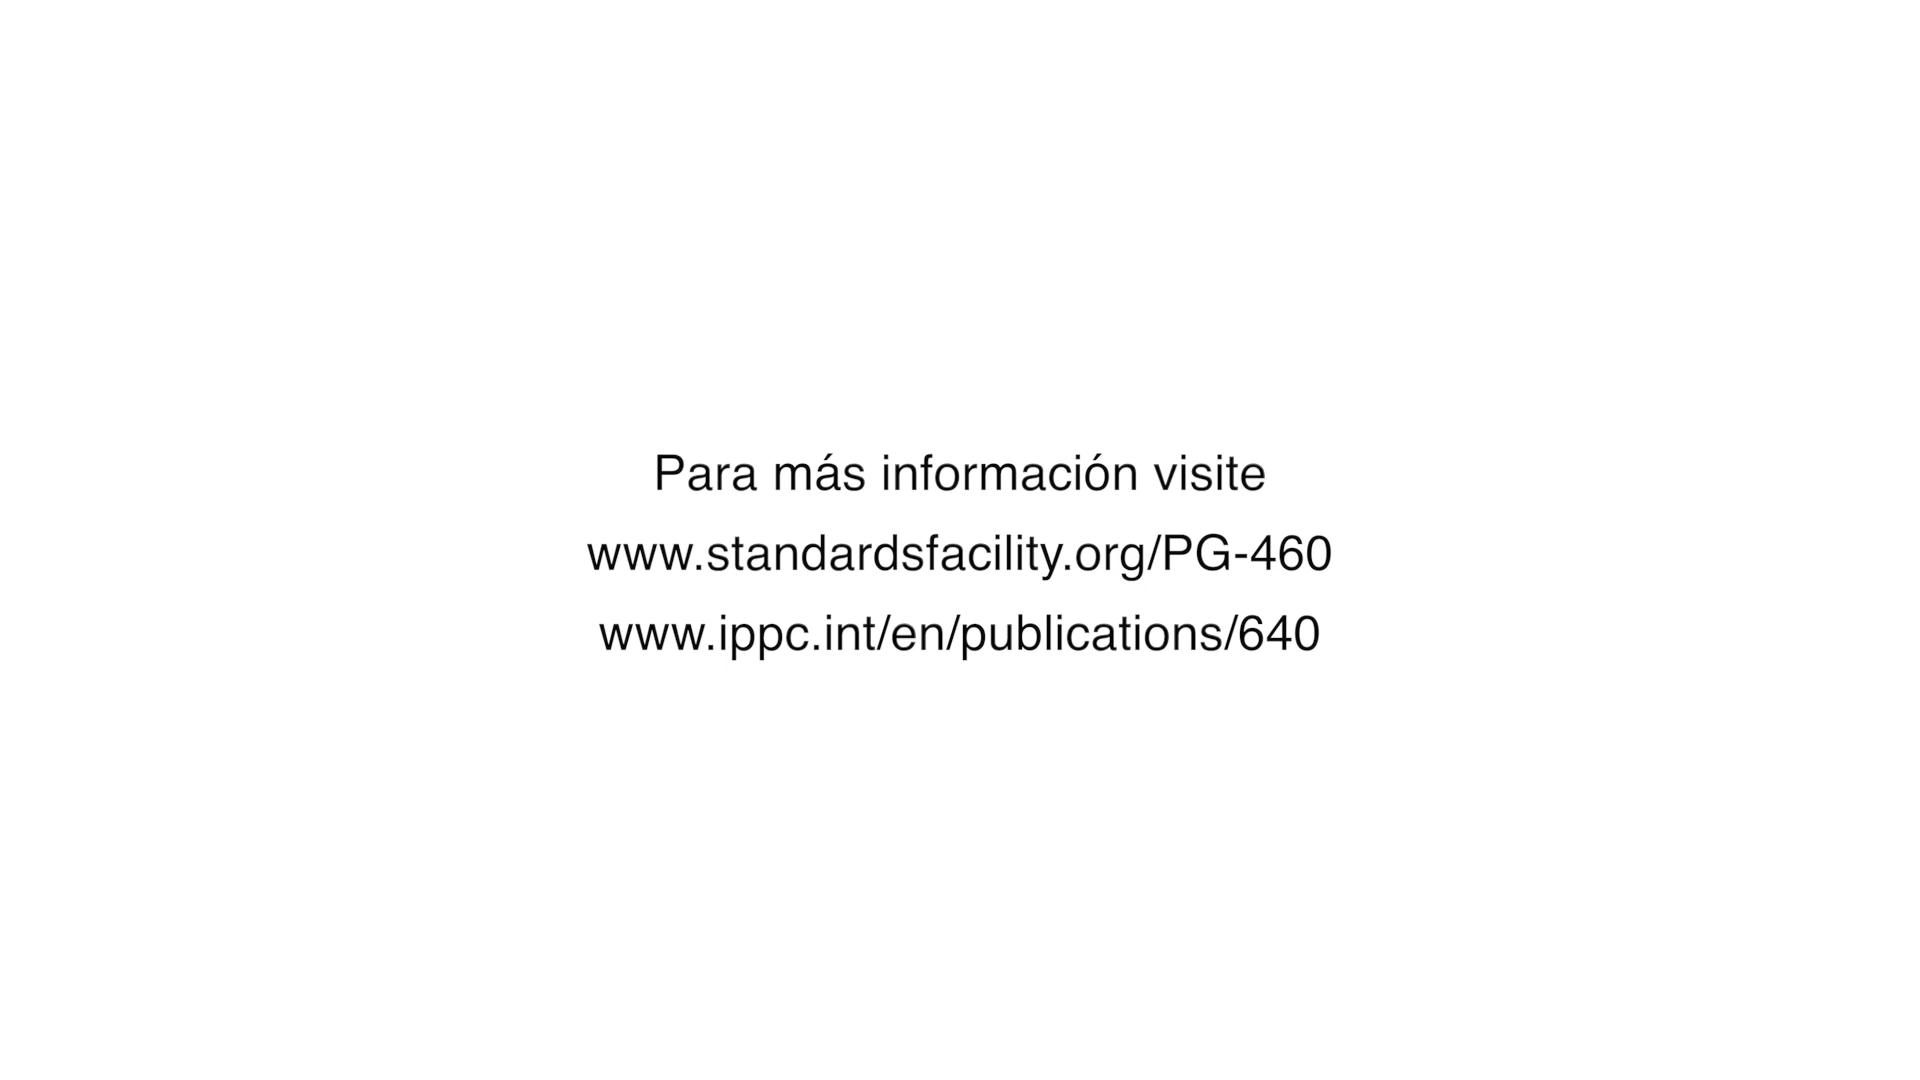 Para más información visite
www.standardsfacility.org/PG-460
www.ippc.int/en/publications/640